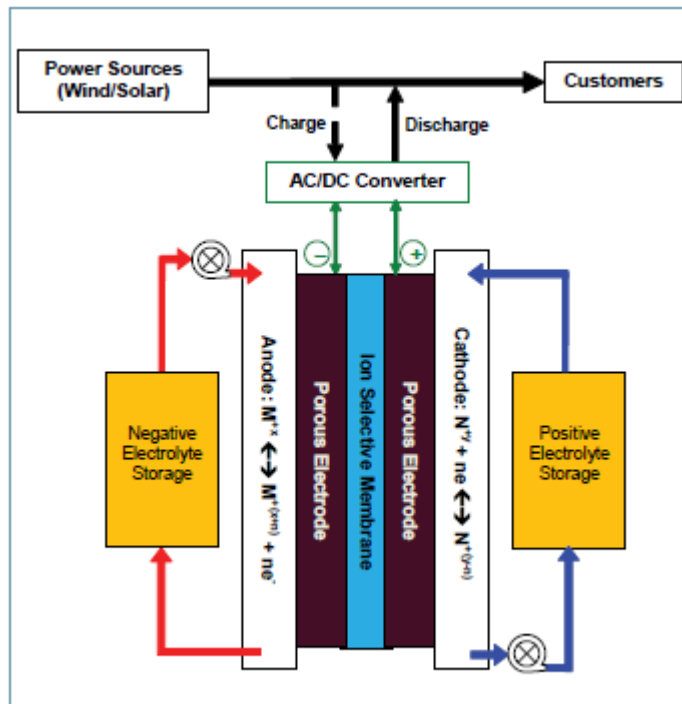 Power Sources
(Wind/Solar)
Customers
Charge
Discharge
AC/DC Converter
−
+
Negative
Electrolyte
Storage
Anode: M⁺ˣ ↔ M⁺⁽ˣ⁺ⁿ⁾ + ne⁻
Porous Electrode
Ion Selective Membrane
Porous Electrode
Cathode: N⁺ʸ + ne ↔ N⁺⁽ʸ⁻ⁿ⁾
Positive
Electrolyte
Storage